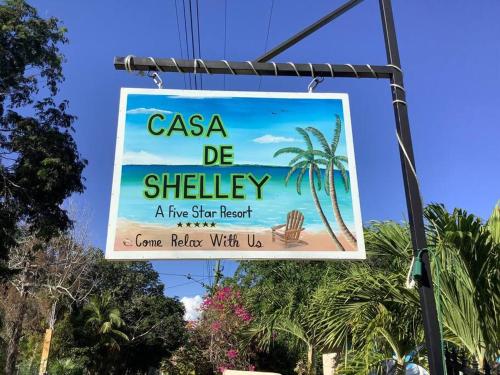 CASA
DE
SHELLEY
A Five Star Resort
★★★★★
Come Relax With Us